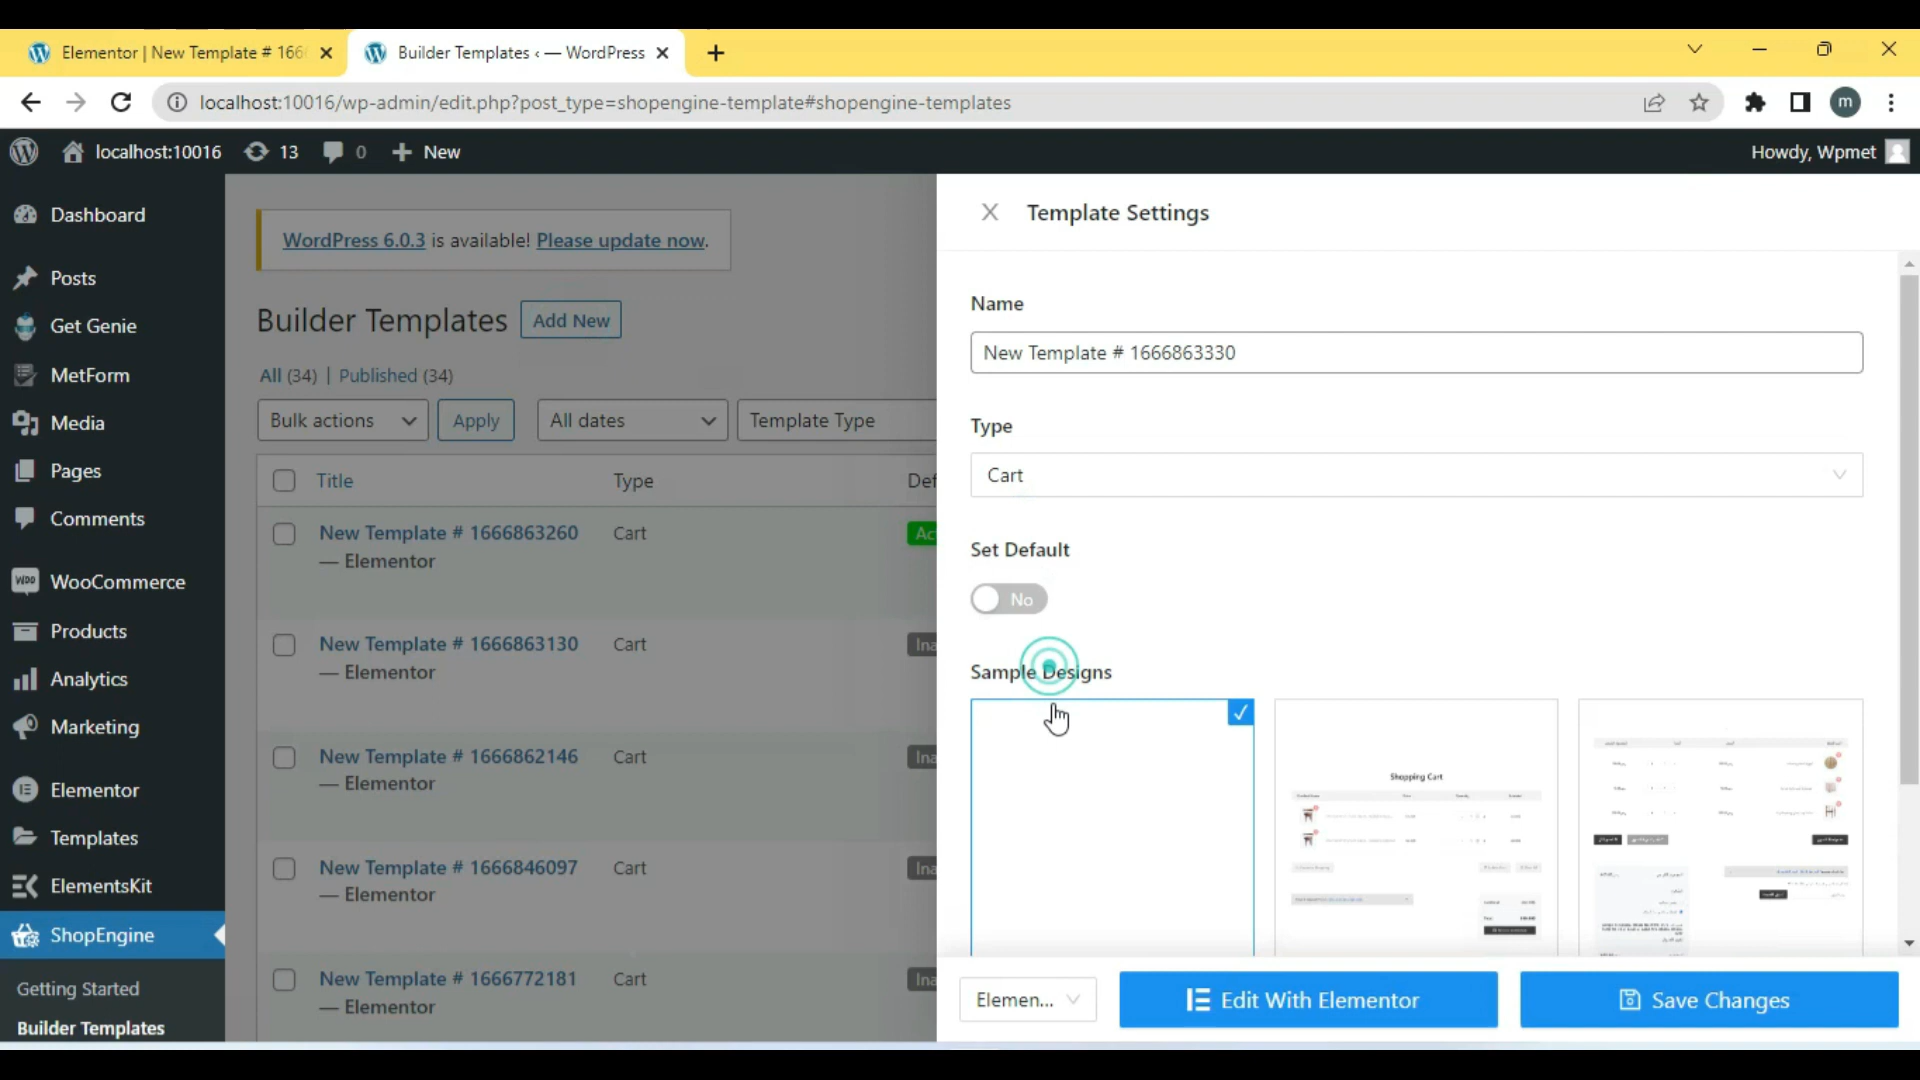 Elementor | New Template # 166
Builder Templates ‹ — WordPress
localhost:10016/wp-admin/edit.php?post_type=shopengine-template#shopengine-templates
m
localhost:10016
13
0
New
Howdy, Wpmet
Dashboard
Posts
Get Genie
MetForm
Media
Pages
Comments
WooCommerce
Products
Analytics
Marketing
Elementor
Templates
ElementsKit
ShopEngine
Getting Started
Builder Templates
WordPress 6.0.3 is available! Please update now.
Builder Templates
Add New
All (34) | Published (34)
Bulk actions
Apply
All dates
Template Type
Title
Type
Def
New Template # 1666863260
— Elementor
Cart
Ac
New Template # 1666863130
— Elementor
Cart
Ina
New Template # 1666862146
— Elementor
Cart
Ina
New Template # 1666846097
— Elementor
Cart
Ina
New Template # 1666772181
— Elementor
Cart
Ina
Template Settings
Name
New Template # 1666863330
Type
Cart
Set Default
No
Sample Designs
Shopping Cart
Elemen...
Edit With Elementor
Save Changes